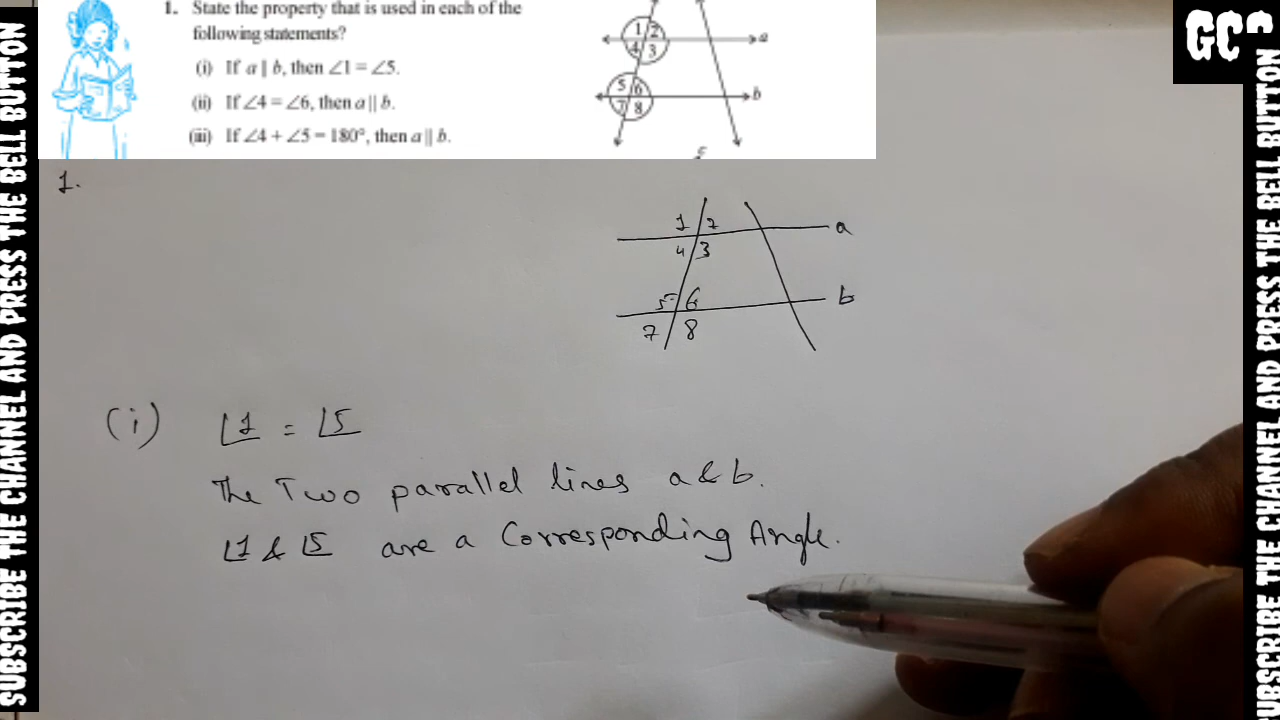 SUBSCRIBE THE CHANNEL AND PRESS THE BELL BUTTON
1. State the property that is used in each of the
following statements?
(i) If a || b, then ∠1 = ∠5.
(ii) If ∠4 = ∠6, then a || b.
(iii) If ∠4 + ∠5 = 180°, then a || b.
1 2
4 3
a
5 6
7 8
b
1.
1 2
4 3
a
5 6
7 8
b
(i) ∠1 = ∠5
The Two parallel lines a & b.
∠1 & ∠5 are a Corresponding Angle.
SUBSCRIBE THE CHANNEL AND PRESS THE BELL BUTTON